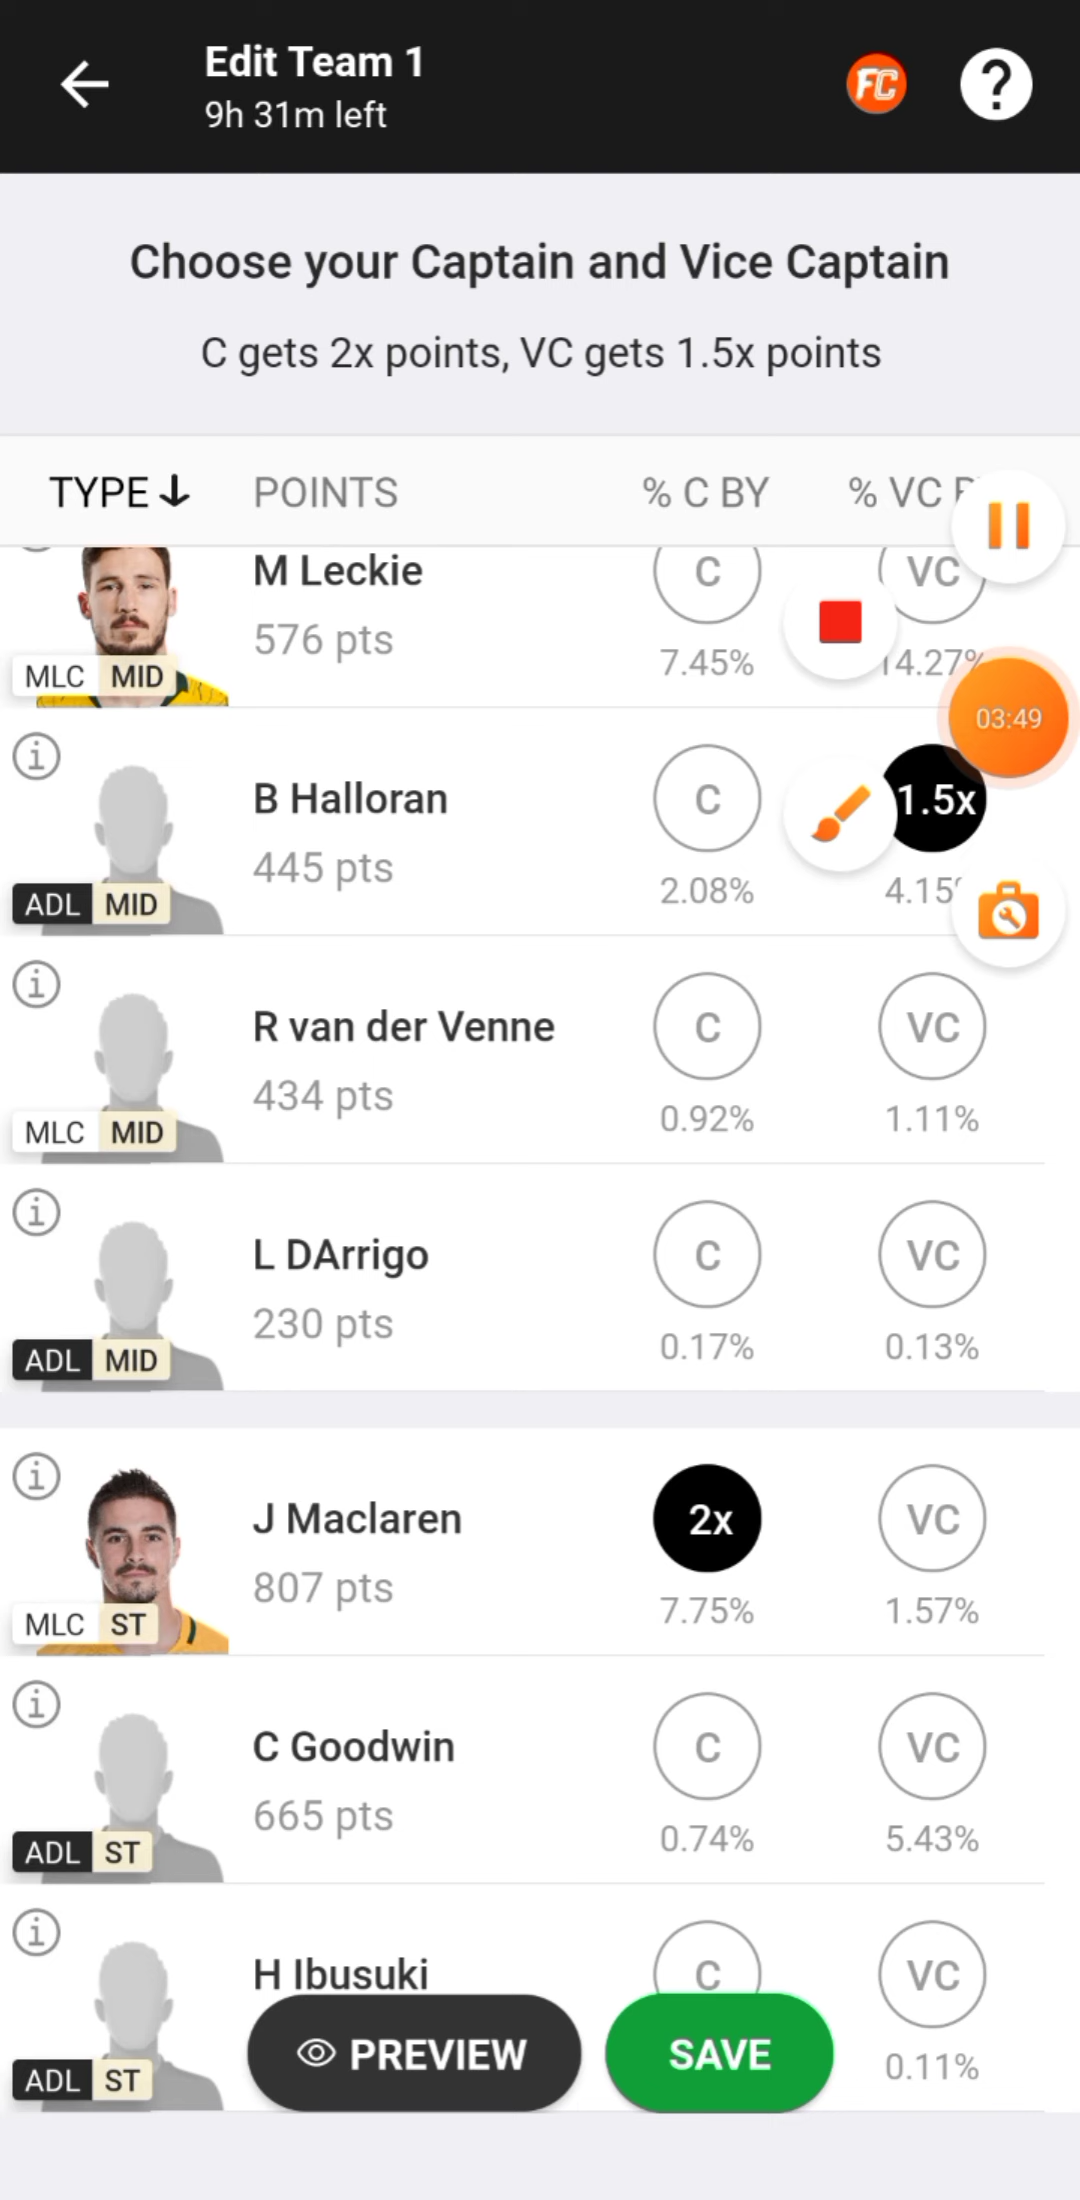 Edit Team 1
9h 31m left
FC
?
Choose your Captain and Vice Captain
C gets 2x points, VC gets 1.5x points
TYPE POINTS % C BY % VC
M Leckie C VC
576 pts 7.45% 14.27%
MLC MID
03:49
i
B Halloran C 1.5x
445 pts 2.08% 4.15
ADL MID
i
R van der Venne C VC
434 pts 0.92% 1.11%
MLC MID
i
L DArrigo C VC
230 pts 0.17% 0.13%
ADL MID
i
J Maclaren 2x VC
807 pts 7.75% 1.57%
MLC ST
i
C Goodwin C VC
665 pts 0.74% 5.43%
ADL ST
i
H Ibusuki C VC
PREVIEW SAVE 0.11%
ADL ST